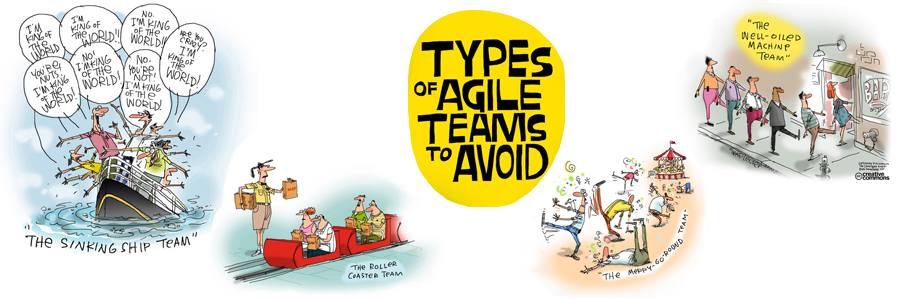 I'M
KING OF
THE
WORLD
I'M
KING OF
THE WORLD!!
NO.
I'M KING
OF THE
WORLD!!
ARE YOU
CRAZY?
I'M
KING OF
THE
WORLD!
YOU'RE
NUTS,
I'M KING
OF THE
WORLD!
NO!
I'M KING
OF THE
WORLD!
NO.
YOU'RE
NOT!
I'M KING
OF THE
WORLD!
"THE SINKING SHIP TEAM"
"THE ROLLER
COASTER TEAM
TYPES
OF AGILE
TEAMS
TO AVOID
THE MERRY-GO-ROUND TEAM"
"THE
WELL-OILED
MACHINE
TEAM"
BAR
creative
commons